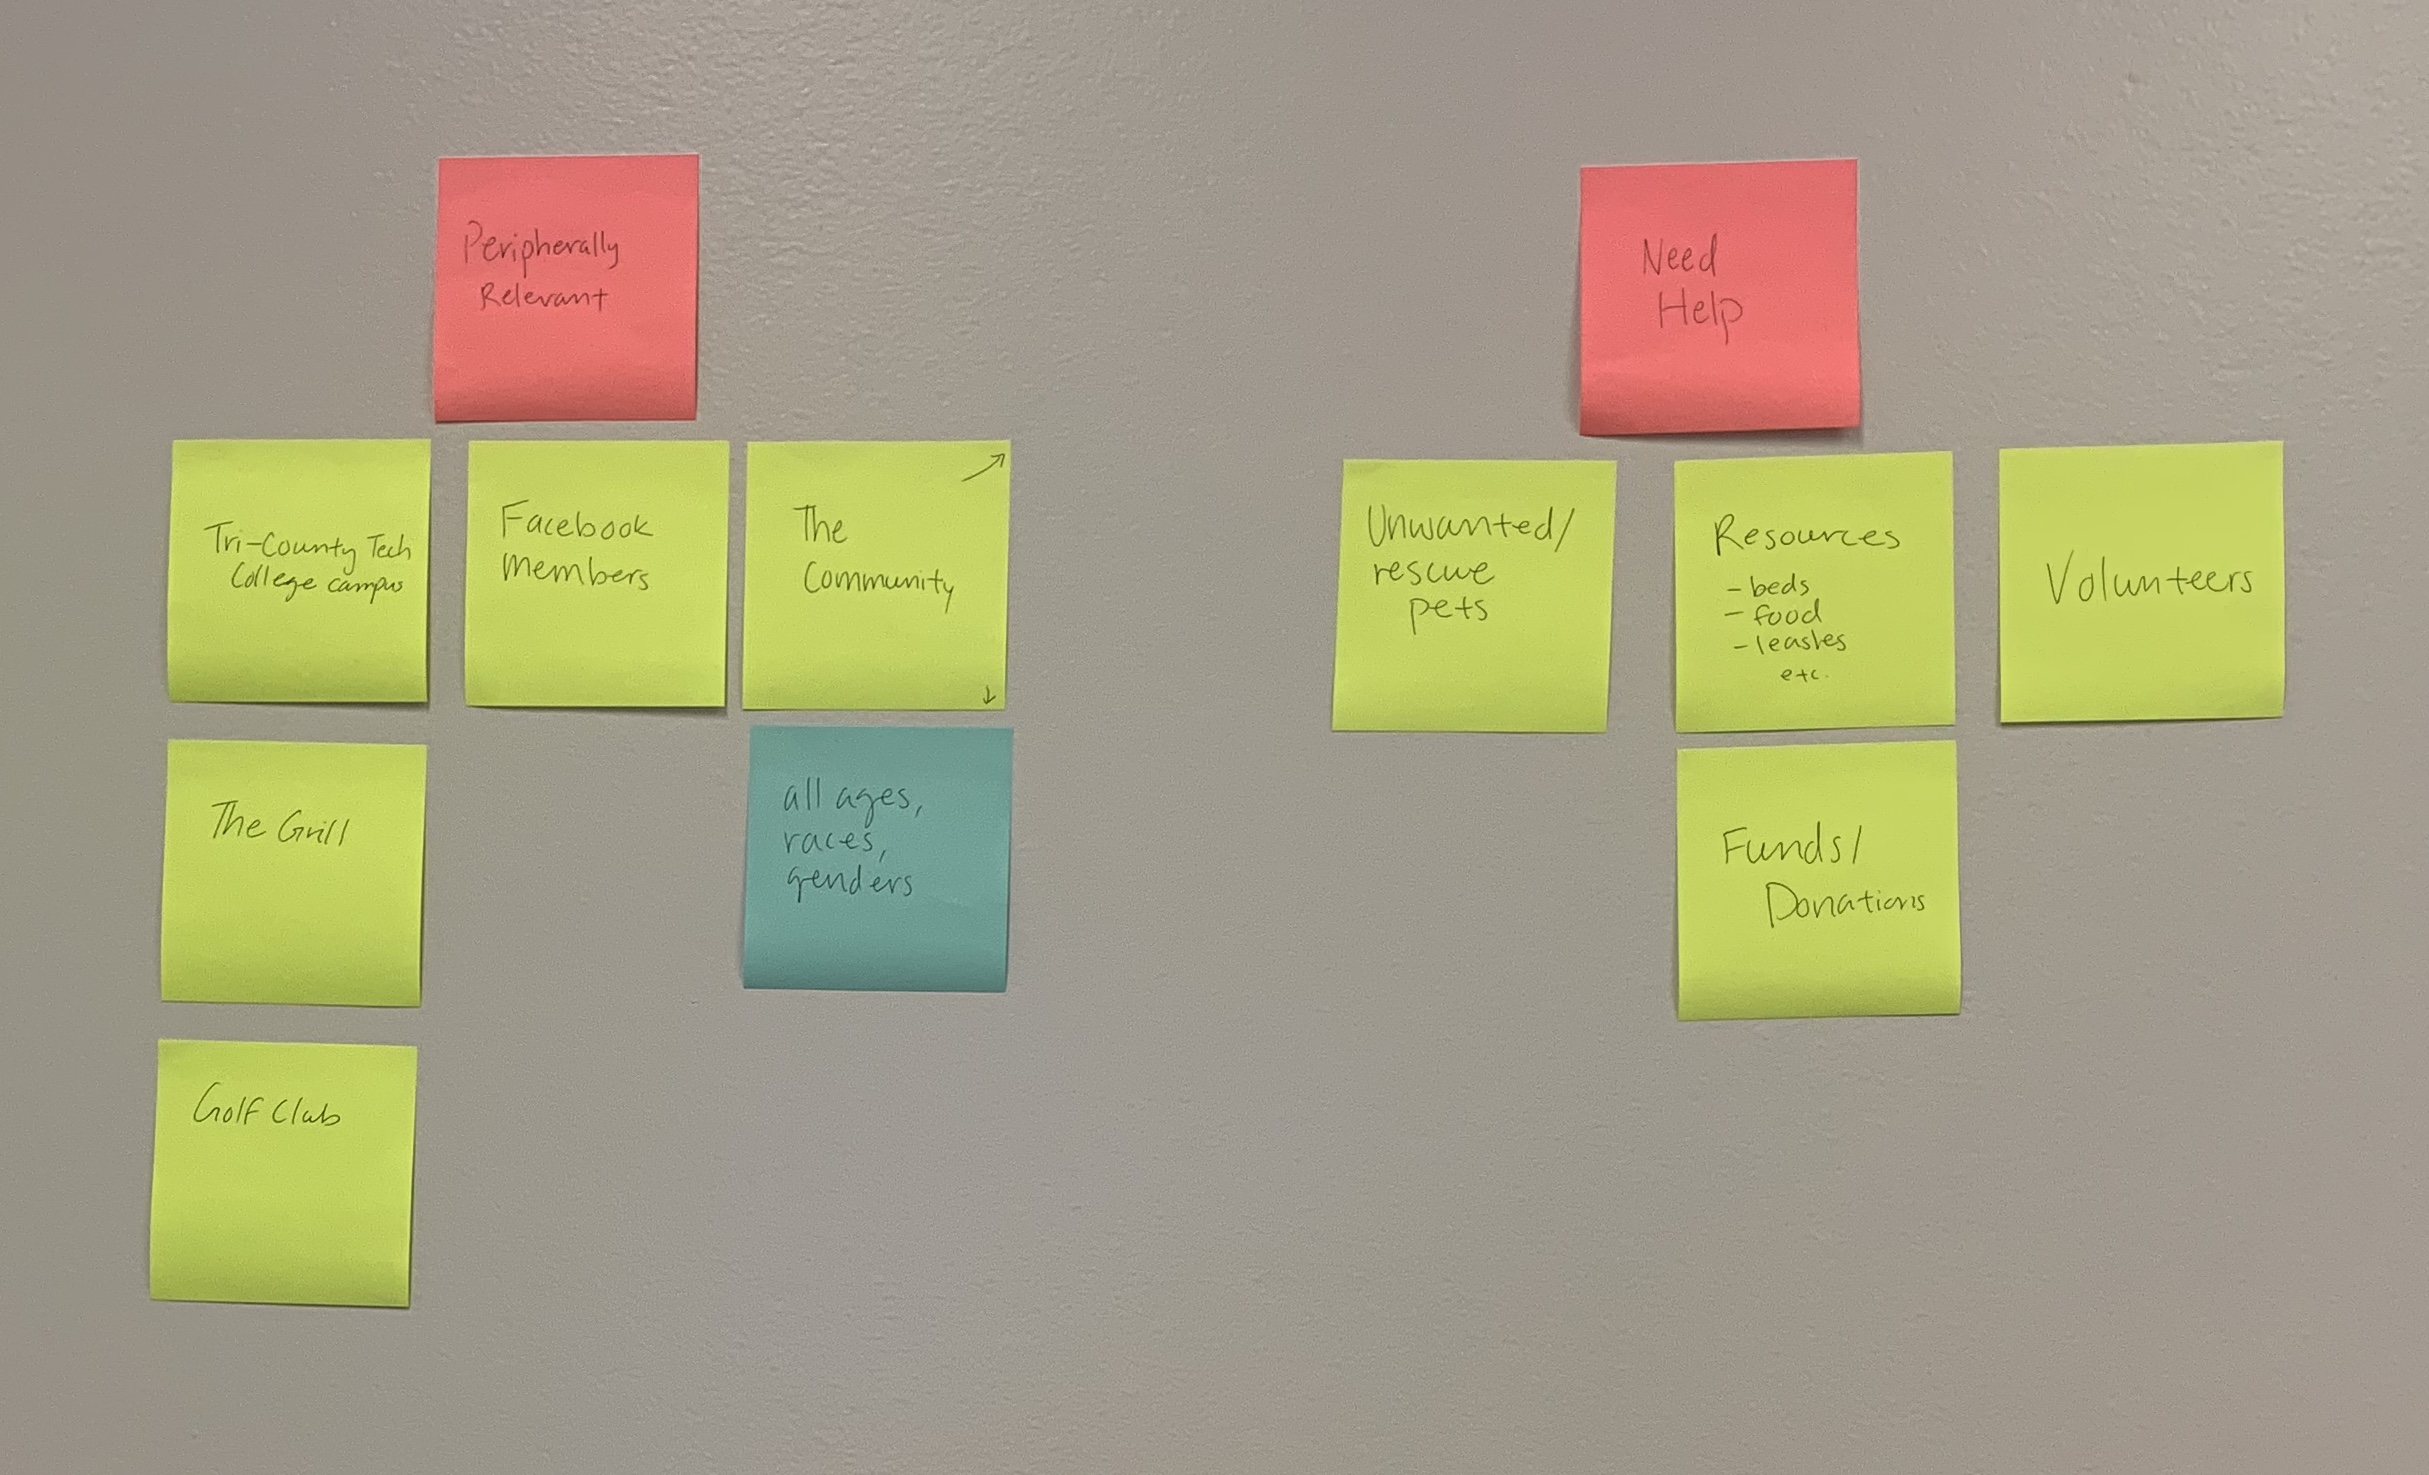 Peripherally
Relevant
Tri-County Tech
College campus
Facebook
members
The
Community
The Grill
all ages,
races,
genders
Golf Club
Need
Help
Unwanted/
rescue
pets
Resources
- beds
- food
- leashes
etc.
Volunteers
Funds/
Donations